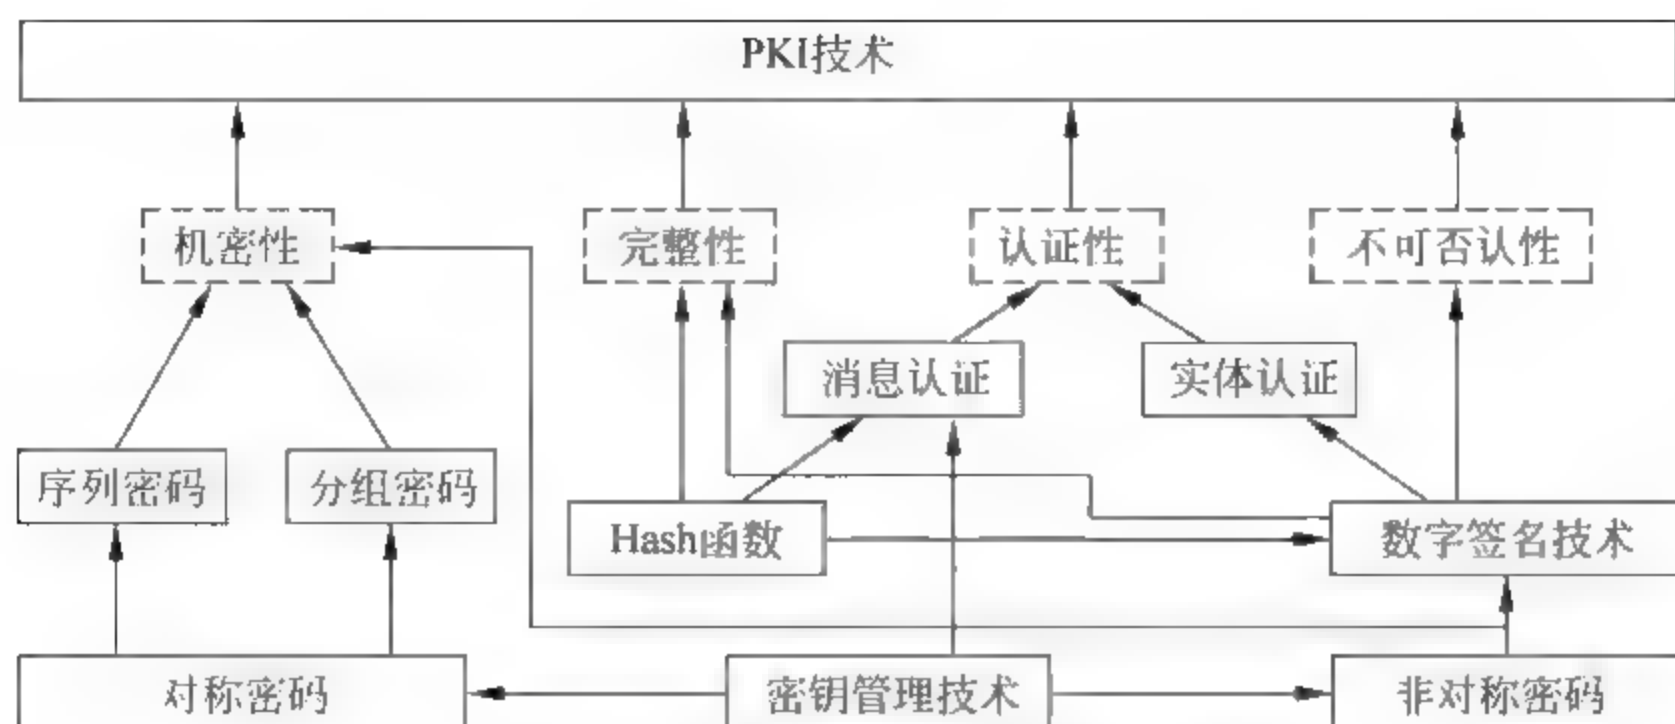 PKI技术
机密性
完整性
认证性
不可否认性
消息认证
实体认证
序列密码
分组密码
Hash函数
数字签名技术
对称密码
密钥管理技术
非对称密码